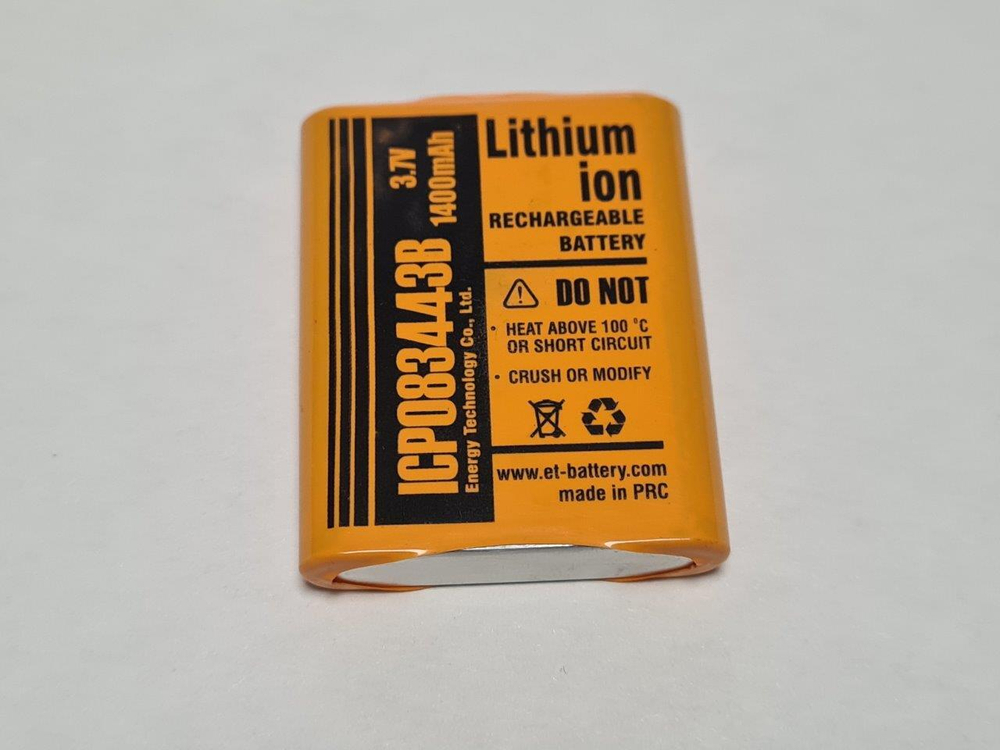 ICP083443B
3.7V
1400mAh
Energy Technology Co., Ltd.
Lithium
ion
RECHARGEABLE
BATTERY
DO NOT
• HEAT ABOVE 100 °C
OR SHORT CIRCUIT
• CRUSH OR MODIFY
www.et-battery.com
made in PRC